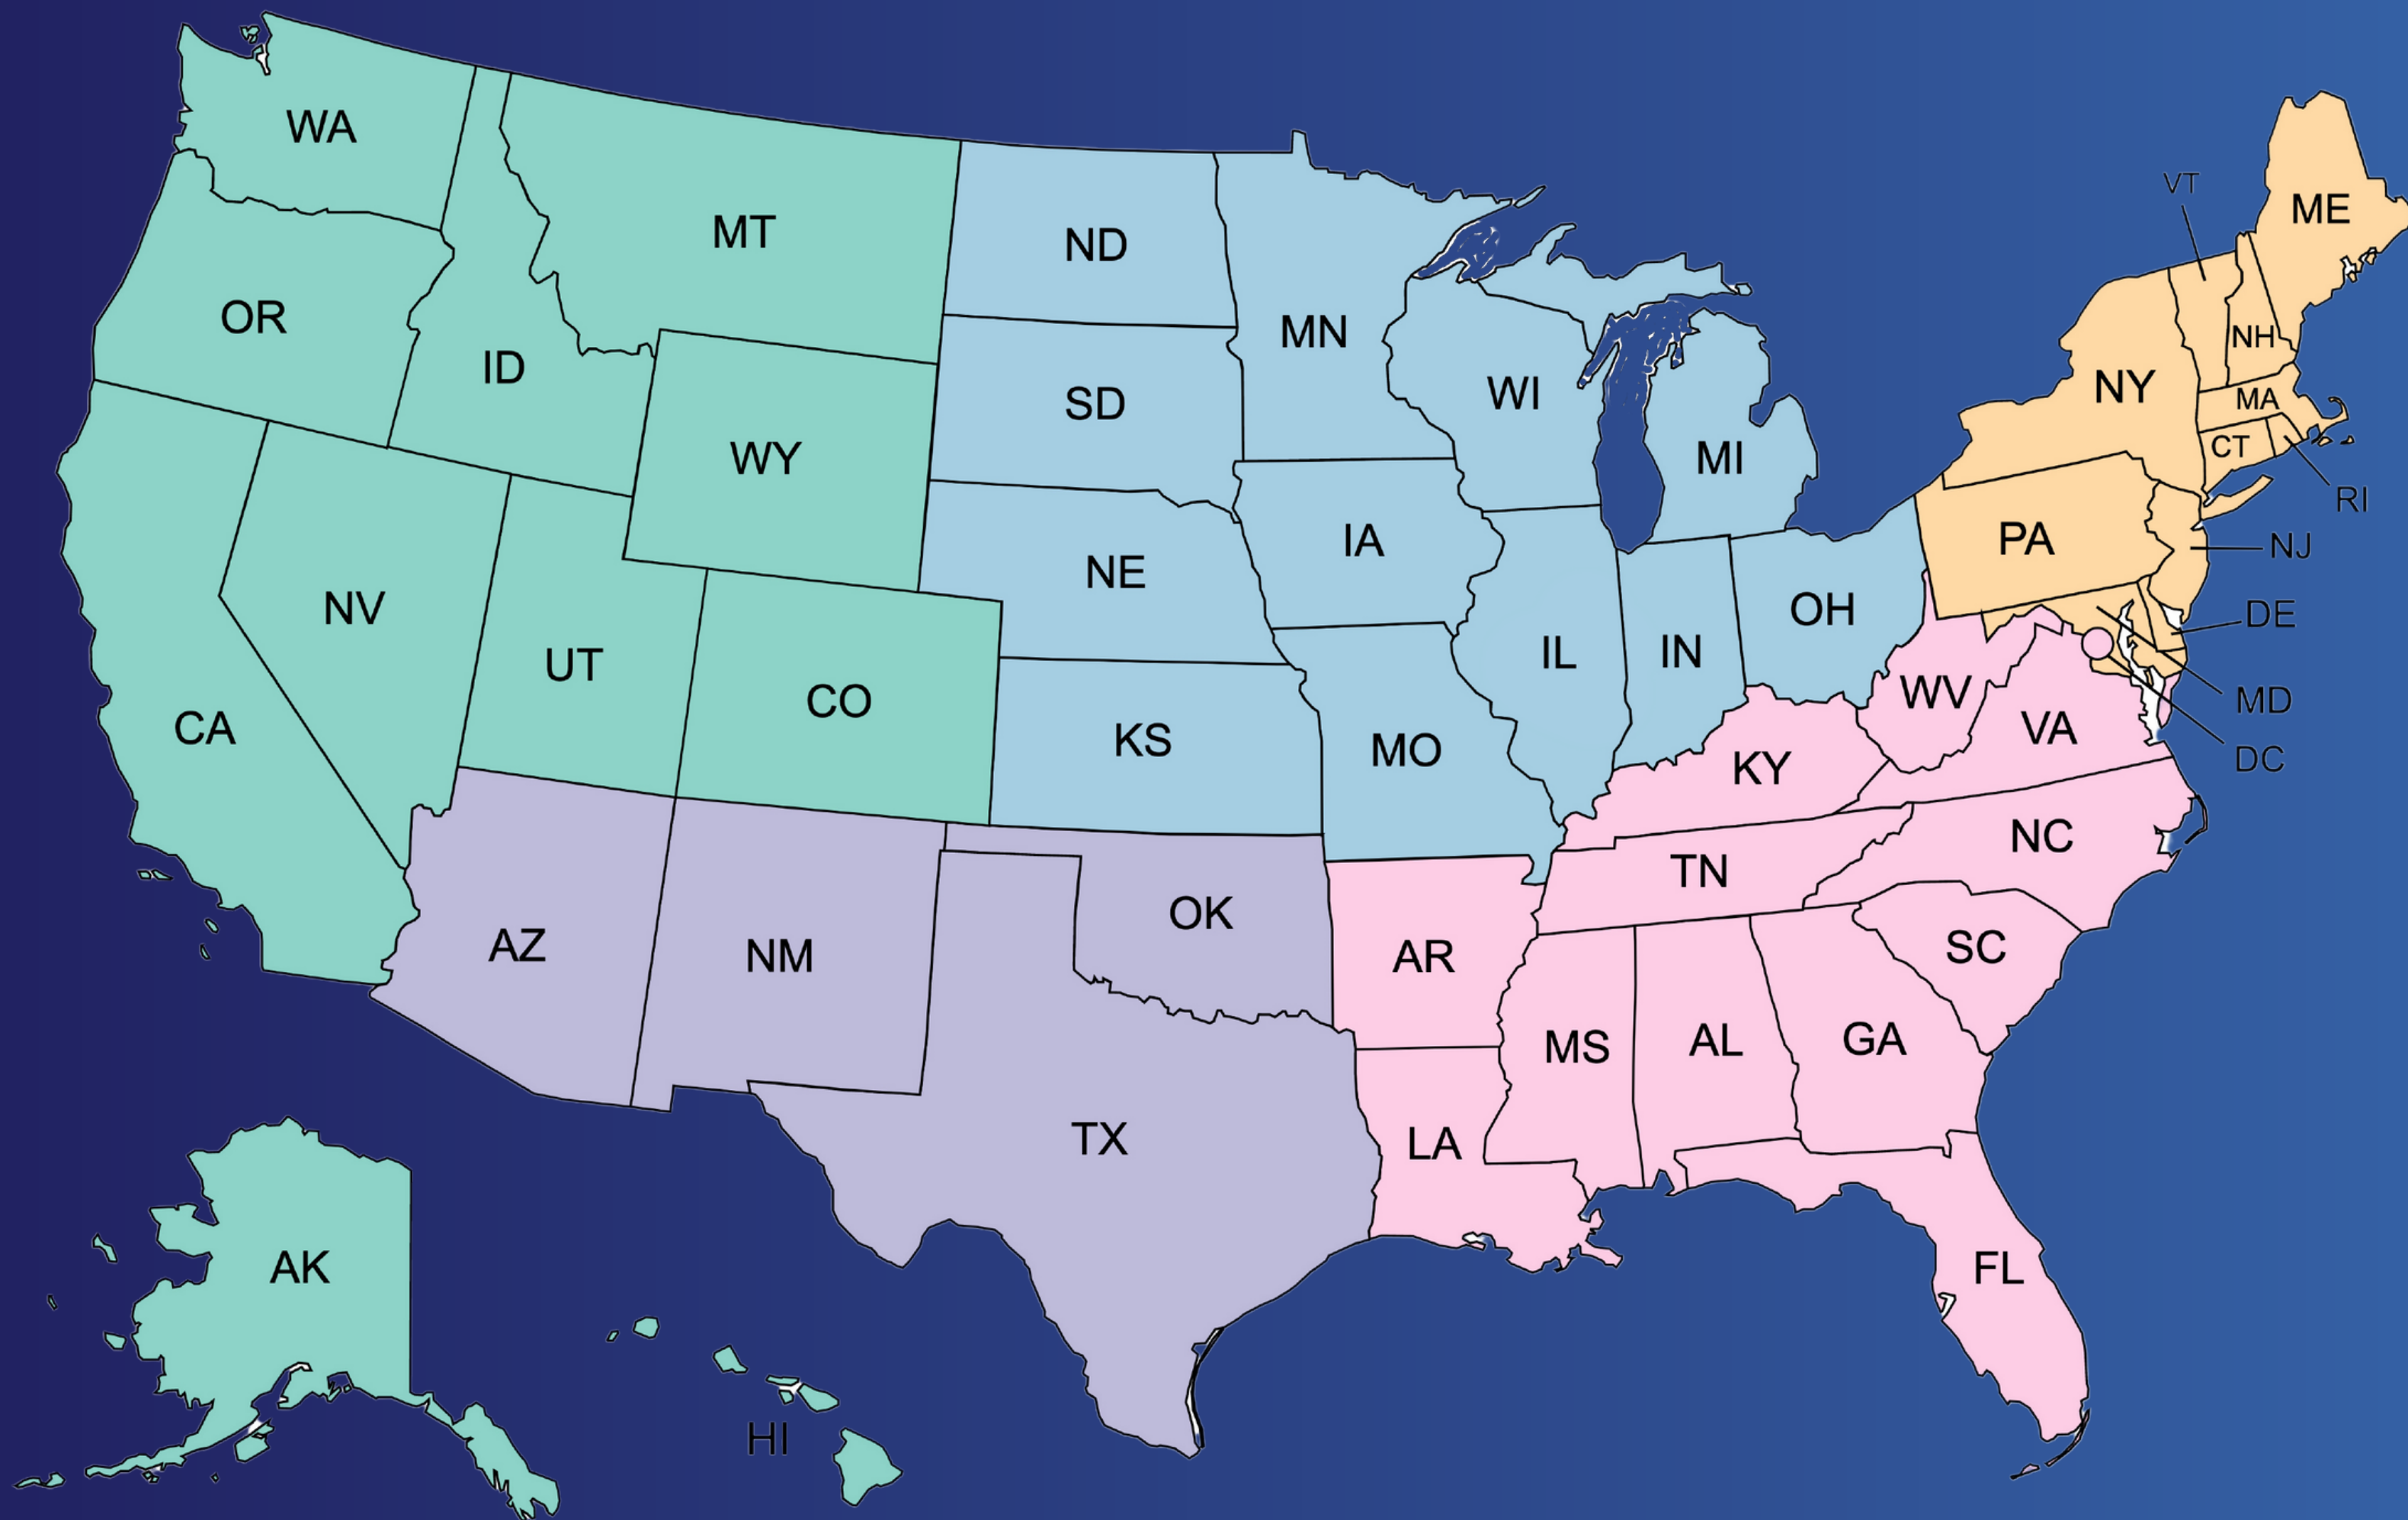 WA
MT
ND
MN
VT
ME
OR
ID
SD
WI
MI
NY
NH
MA
CT
RI
WY
NE
IA
PA
NJ
NV
UT
CO
IL
IN
OH
DE
CA
KS
MO
KY
WV
VA
MD
DC
AZ
NM
OK
AR
TN
NC
SC
TX
LA
MS
AL
GA
AK
HI
FL